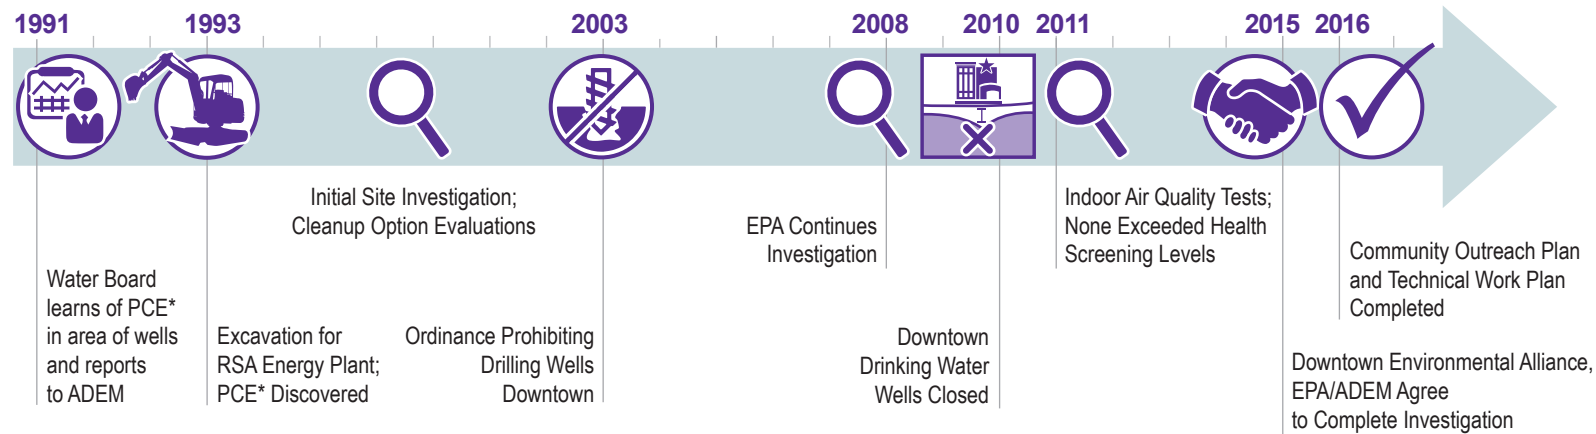 1991
1993
2003
2008
2010
2011
2015
2016
Water Board
learns of PCE*
in area of wells
and reports
to ADEM
Excavation for
RSA Energy Plant;
PCE* Discovered
Initial Site Investigation;
Cleanup Option Evaluations
Ordinance Prohibiting
Drilling Wells
Downtown
EPA Continues
Investigation
Downtown
Drinking Water
Wells Closed
Indoor Air Quality Tests;
None Exceeded Health
Screening Levels
Downtown Environmental Alliance,
EPA/ADEM Agree
to Complete Investigation
Community Outreach Plan
and Technical Work Plan
Completed